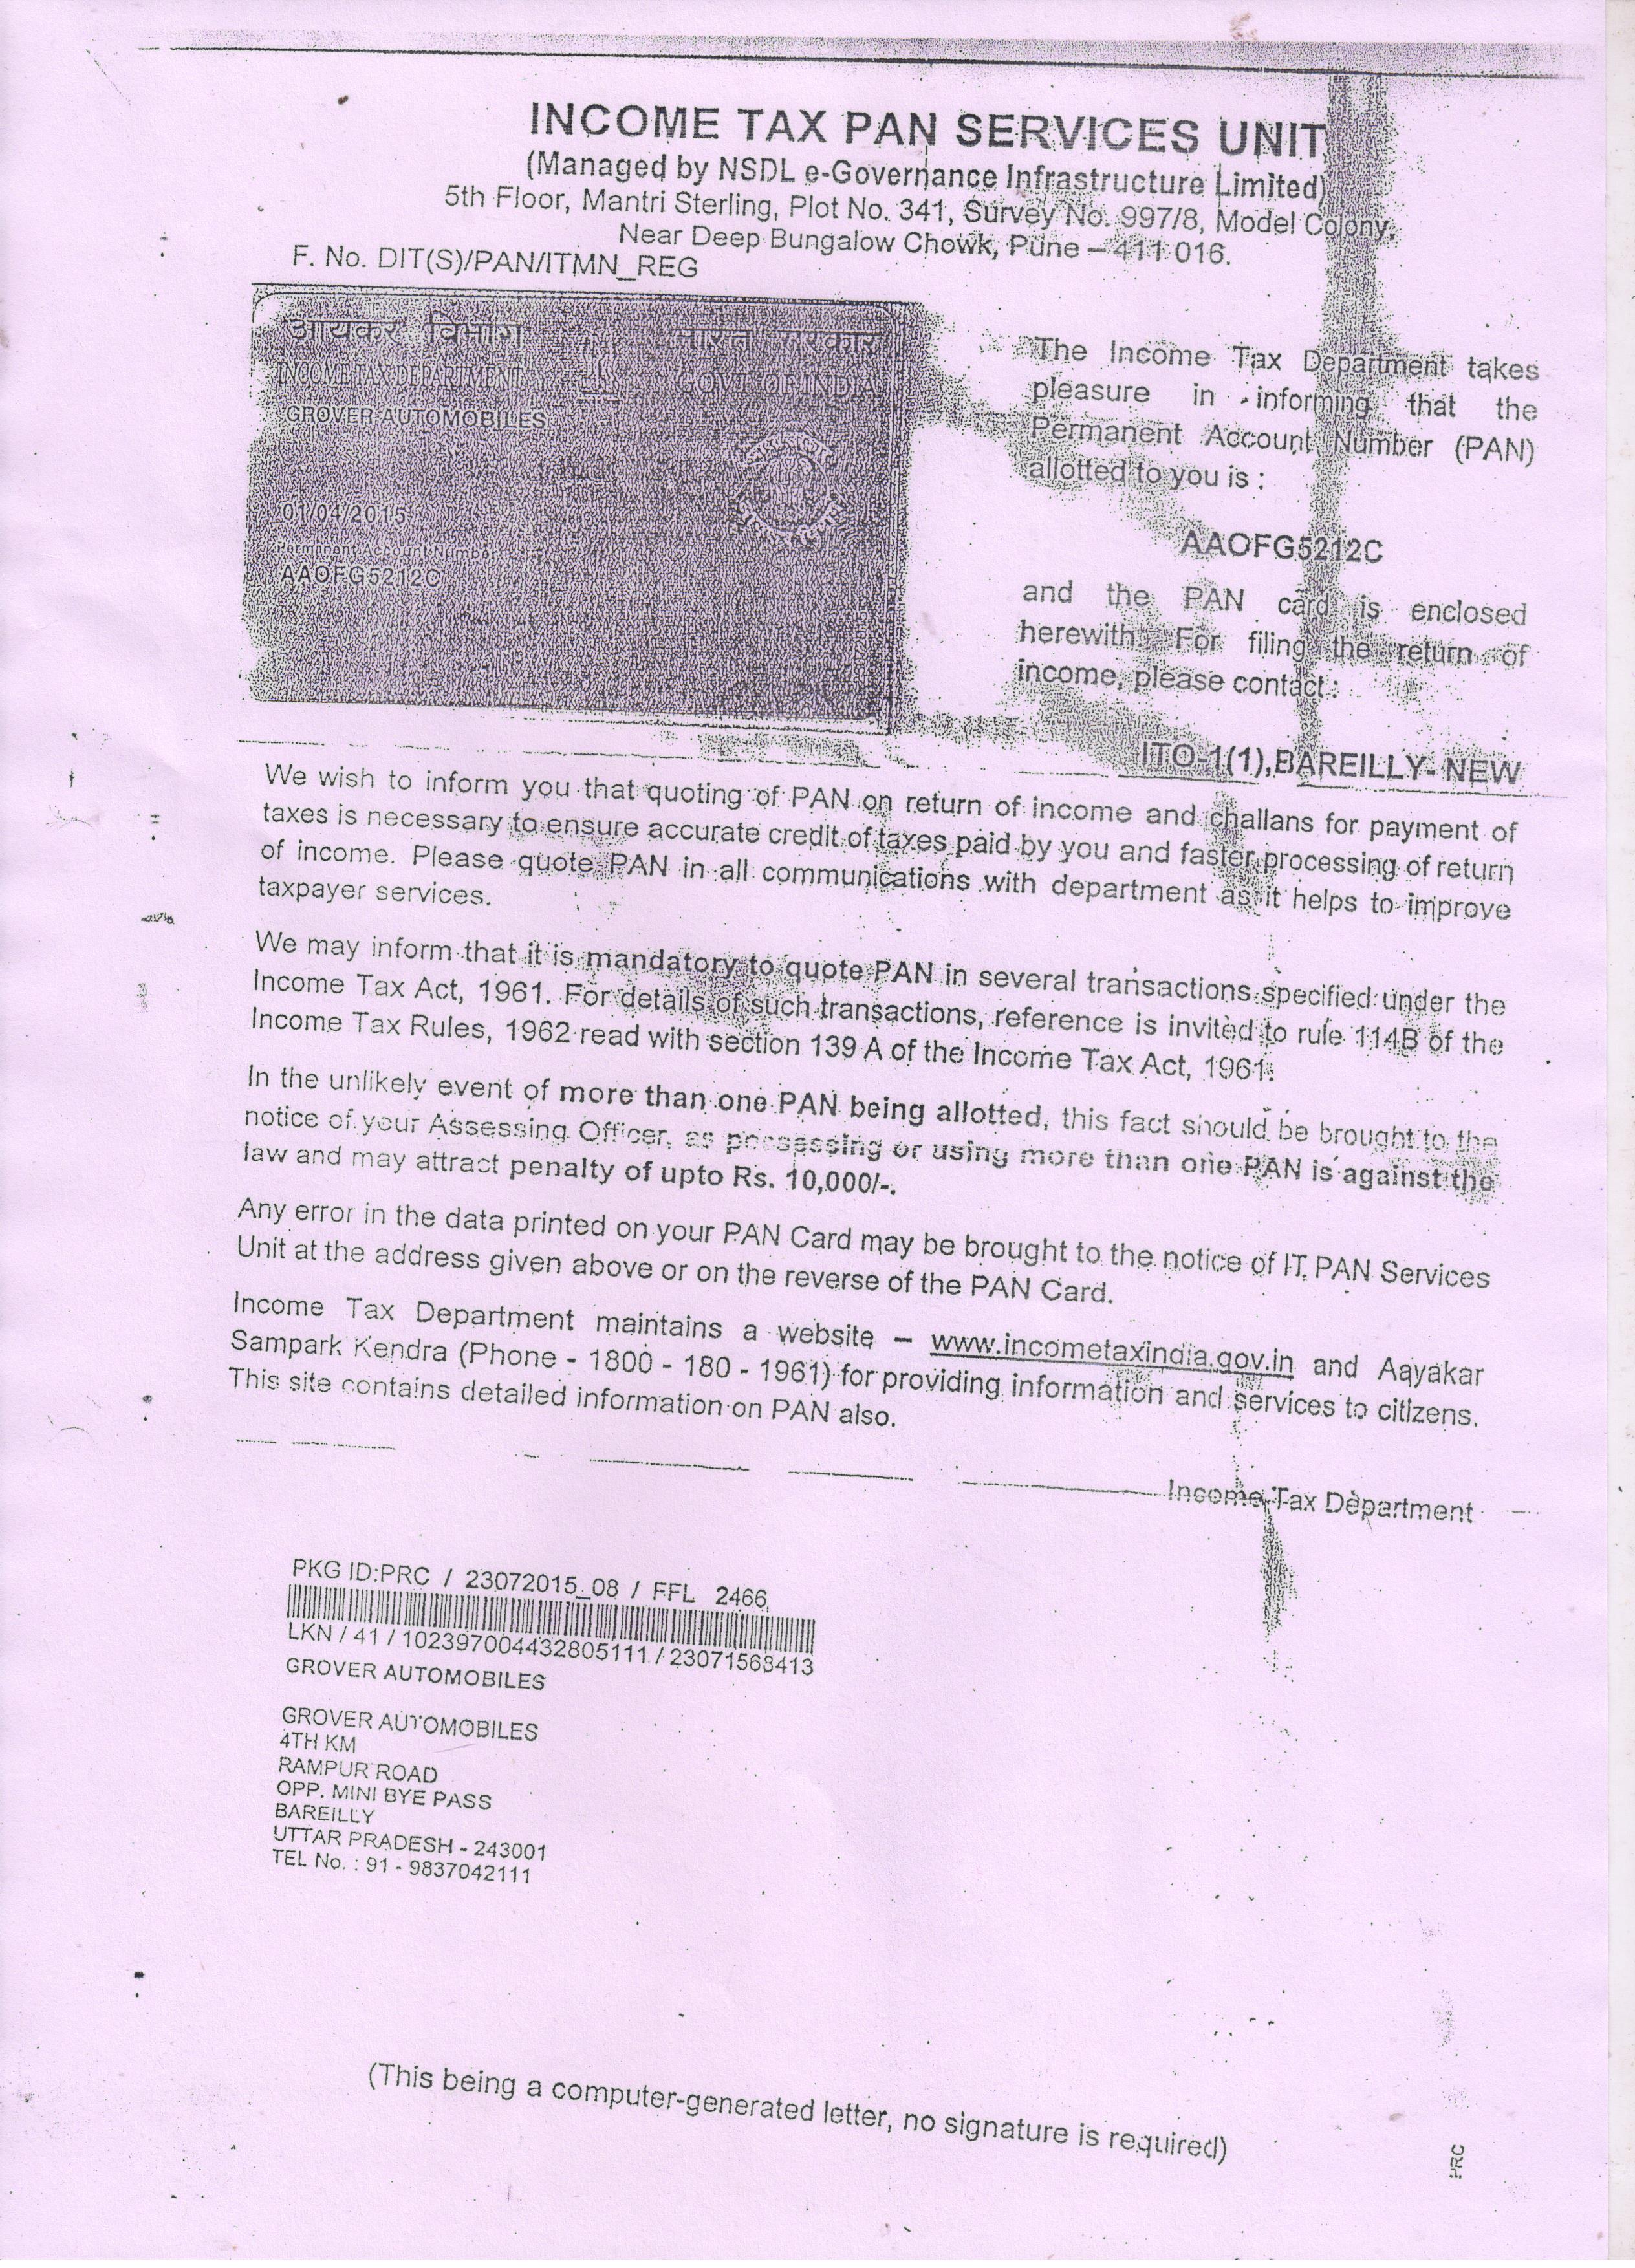 INCOME TAX PAN SERVICES UNIT
(Managed by NSDL e-Governance Infrastructure Limited)
5th Floor, Mantri Sterling, Plot No. 341, Survey No. 997/8, Model Colony,
Near Deep Bungalow Chowk, Pune – 411 016.
F. No. DIT(S)/PAN/ITMN_REG
आयकर विभाग भारत सरकार
INCOME TAX DEPARTMENT GOVT. OF INDIA
GROVER AUTOMOBILES
01/04/2015
Permanent Account Number
AAOFG5212C
The Income Tax Department takes
pleasure in informing that the
Permanent Account Number (PAN)
allotted to you is :
AAOFG5212C
and the PAN card is enclosed
herewith. For filing the return of
income, please contact :
ITO-1(1),BAREILLY- NEW
We wish to inform you that quoting of PAN on return of income and challans for payment of
taxes is necessary to ensure accurate credit of taxes paid by you and faster processing of return
of income. Please quote PAN in all communications with department as it helps to improve
taxpayer services.
We may inform that it is mandatory to quote PAN in several transactions specified under the
Income Tax Act, 1961. For details of such transactions, reference is invited to rule 114B of the
Income Tax Rules, 1962 read with section 139 A of the Income Tax Act, 1961.
In the unlikely event of more than one PAN being allotted, this fact should be brought to the
notice of your Assessing Officer, as possessing or using more than one PAN is against the
law and may attract penalty of upto Rs. 10,000/-.
Any error in the data printed on your PAN Card may be brought to the notice of IT PAN Services
Unit at the address given above or on the reverse of the PAN Card.
Income Tax Department maintains a website – www.incometaxindia.gov.in and Aayakar
Sampark Kendra (Phone - 1800 - 180 - 1961) for providing information and services to citizens.
This site contains detailed information on PAN also.
Income Tax Department
PKG ID:PRC / 23072015_08 / FFL 2466
LKN / 41 / 102397004432805111 / 23071568413
GROVER AUTOMOBILES
GROVER AUTOMOBILES
4TH KM
RAMPUR ROAD
OPP. MINI BYE PASS
BAREILLY
UTTAR PRADESH - 243001
TEL No. : 91 - 9837042111
(This being a computer-generated letter, no signature is required)
PRC